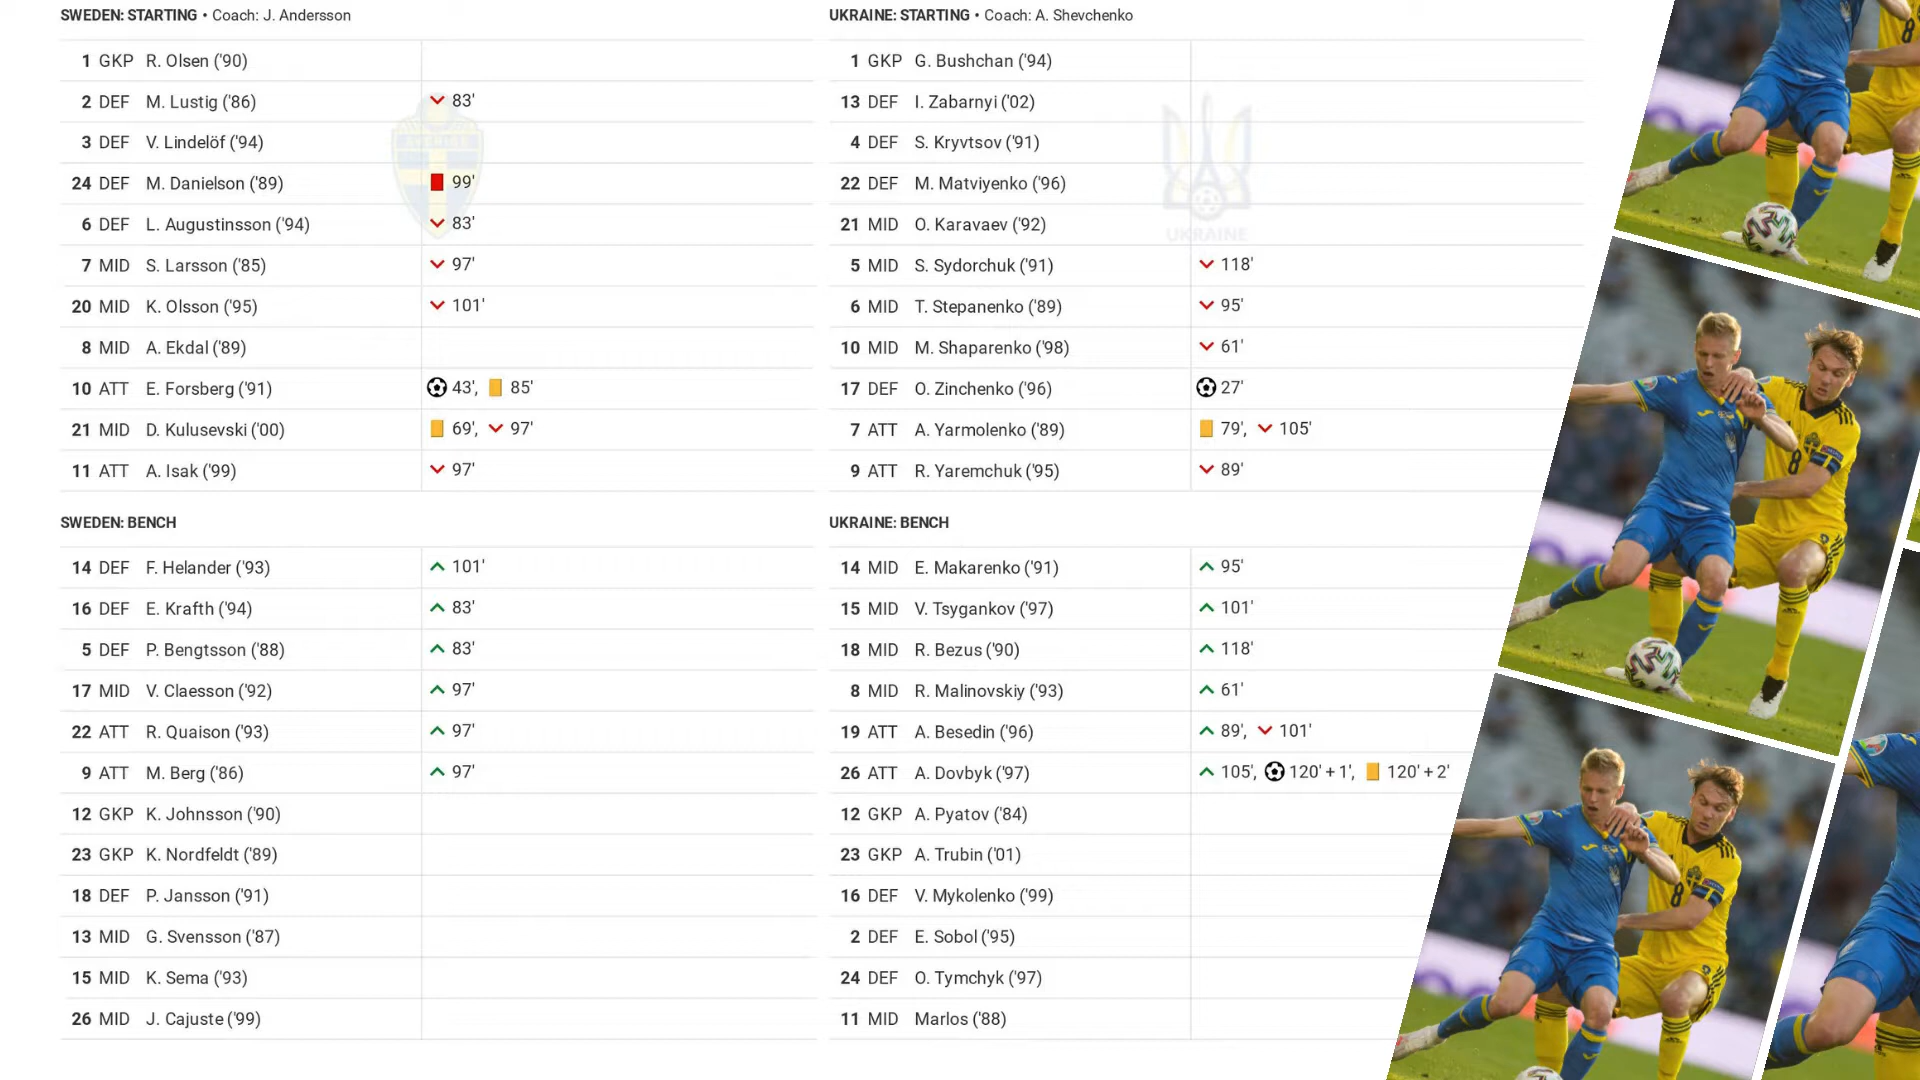 SWEDEN: STARTING • Coach: J. Andersson
1 GKP R. Olsen ('90)
2 DEF M. Lustig ('86) 83'
3 DEF V. Lindelöf ('94)
24 DEF M. Danielson ('89) 99'
6 DEF L. Augustinsson ('94) 83'
7 MID S. Larsson ('85) 97'
20 MID K. Olsson ('95) 101'
8 MID A. Ekdal ('89)
10 ATT E. Forsberg ('91) 43', 85'
21 MID D. Kulusevski ('00) 69', 97'
11 ATT A. Isak ('99) 97'
SWEDEN: BENCH
14 DEF F. Helander ('93) 101'
16 DEF E. Krafth ('94) 83'
5 DEF P. Bengtsson ('88) 83'
17 MID V. Claesson ('92) 97'
22 ATT R. Quaison ('93) 97'
9 ATT M. Berg ('86) 97'
12 GKP K. Johnsson ('90)
23 GKP K. Nordfeldt ('89)
18 DEF P. Jansson ('91)
13 MID G. Svensson ('87)
15 MID K. Sema ('93)
26 MID J. Cajuste ('99)
UKRAINE: STARTING • Coach: A. Shevchenko
1 GKP G. Bushchan ('94)
13 DEF I. Zabarnyi ('02)
4 DEF S. Kryvtsov ('91)
22 DEF M. Matviyenko ('96)
21 MID O. Karavaev ('92)
UKRAINE
5 MID S. Sydorchuk ('91) 118'
6 MID T. Stepanenko ('89) 95'
10 MID M. Shaparenko ('98) 61'
17 DEF O. Zinchenko ('96) 27'
7 ATT A. Yarmolenko ('89) 79', 105'
9 ATT R. Yaremchuk ('95) 89'
UKRAINE: BENCH
14 MID E. Makarenko ('91) 95'
15 MID V. Tsygankov ('97) 101'
18 MID R. Bezus ('90) 118'
8 MID R. Malinovskiy ('93) 61'
19 ATT A. Besedin ('96) 89', 101'
26 ATT A. Dovbyk ('97) 105', 120' + 1', 120' + 2'
12 GKP A. Pyatov ('84)
23 GKP A. Trubin ('01)
16 DEF V. Mykolenko ('99)
2 DEF E. Sobol ('95)
24 DEF O. Tymchyk ('97)
11 MID Marlos ('88)
8
8
8